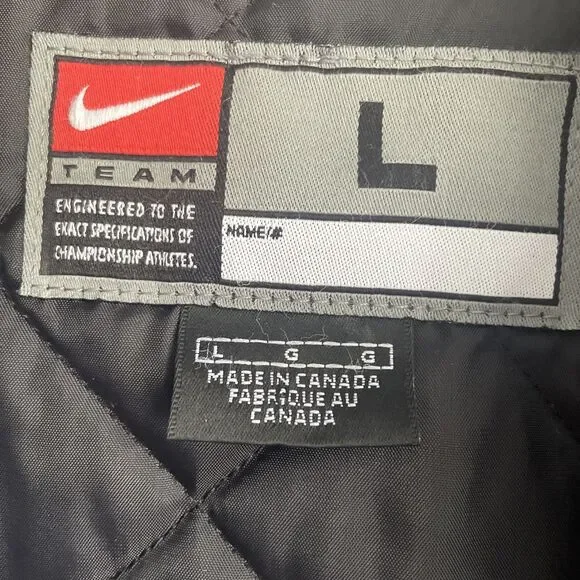 TEAM
ENGINEERED TO THE
EXACT SPECIFICATIONS OF
CHAMPIONSHIP ATHLETES.
L
NAME/#
L G G
MADE IN CANADA
FABRIQUE AU
CANADA